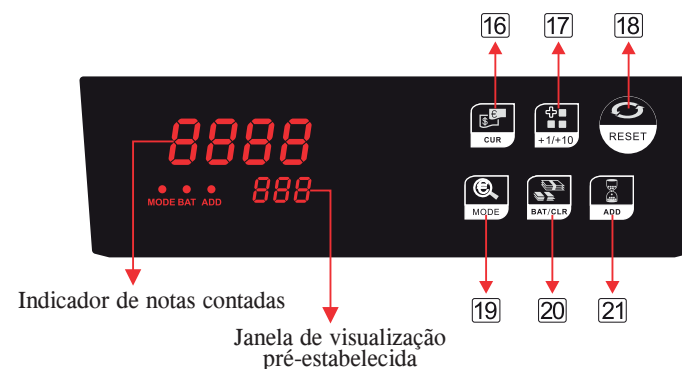 16 17 18
8888
CUR
+1/+10
RESET
MODE BAT ADD
888
MODE
BAT/CLR
ADD
Indicador de notas contadas
19 20 21
Janela de visualização
pré-estabelecida